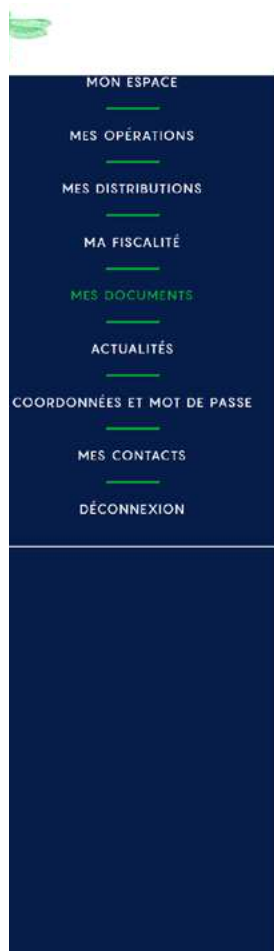 MON ESPACE
MES OPÉRATIONS
MES DISTRIBUTIONS
MA FISCALITÉ
MES DOCUMENTS
ACTUALITÉS
COORDONNÉES ET MOT DE PASSE
MES CONTACTS
DÉCONNEXION